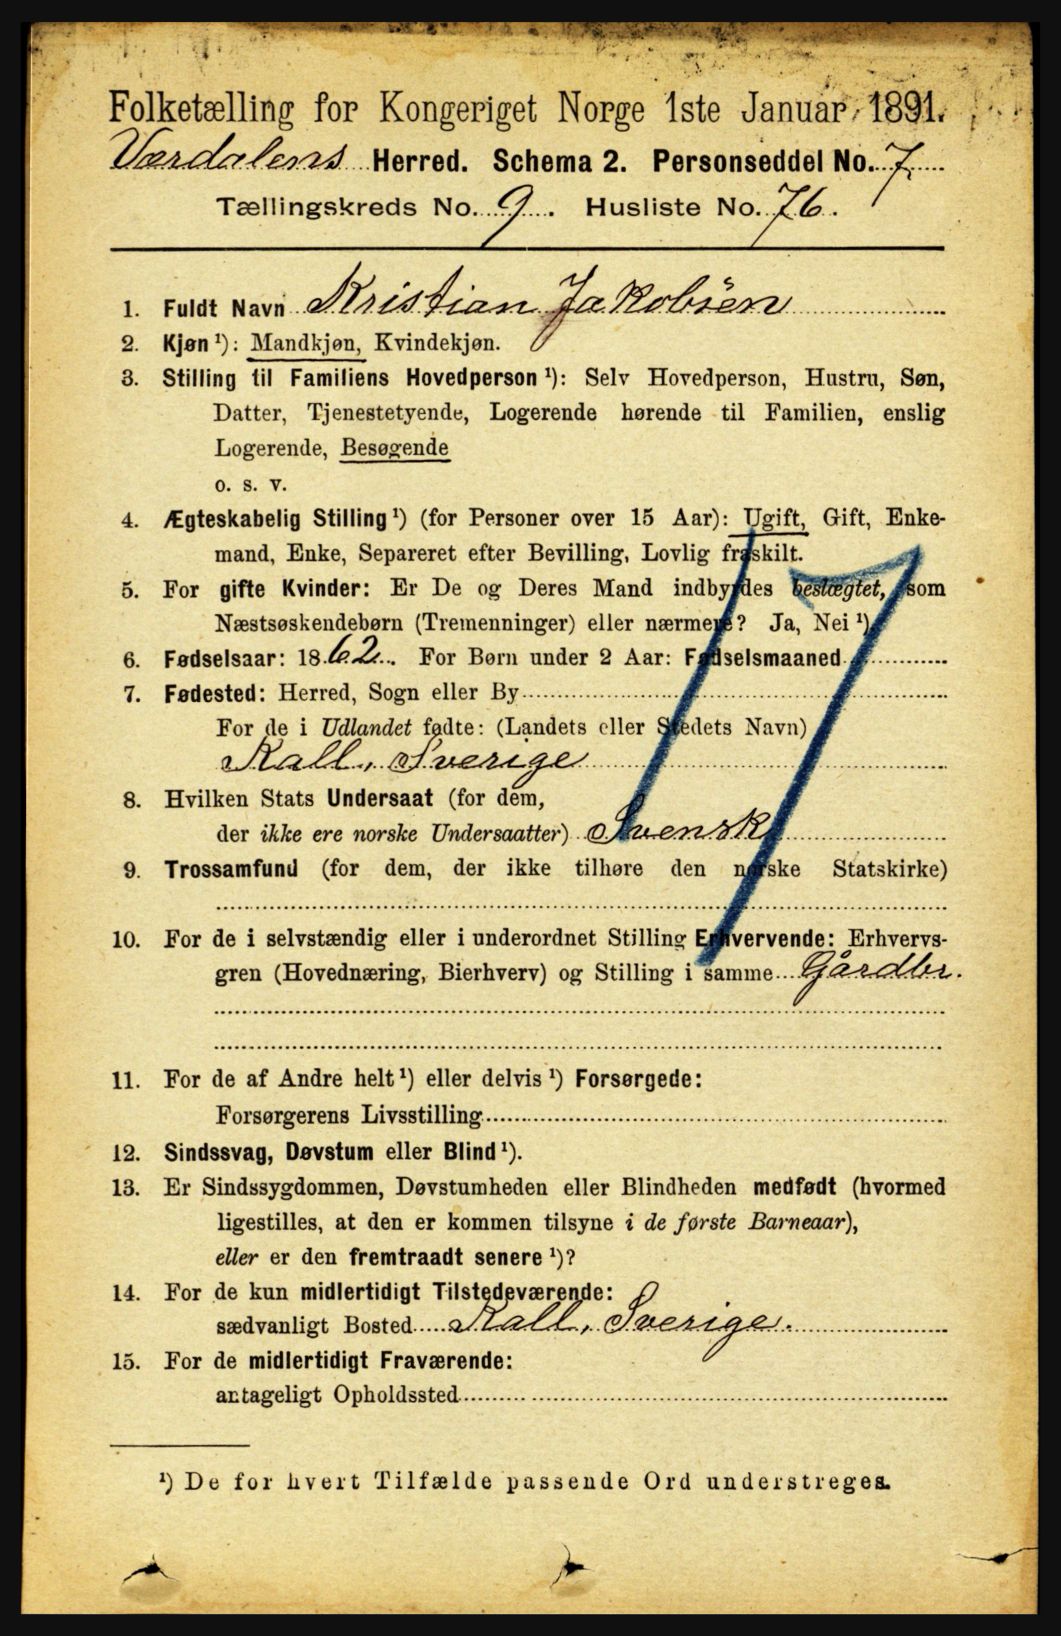 Folketælling for Kongeriget Norge 1ste Januar 1891.
Værdalens Herred. Schema 2. Personseddel No. 7.
Tællingskreds No. 9. Husliste No. 76.
1. Fuldt Navn Kristian Jakobsen
2. Kjøn ¹): Mandkjøn, Kvindekjøn.
3. Stilling til Familiens Hovedperson ¹): Selv Hovedperson, Hustru, Søn,
Datter, Tjenestetyende, Logerende hørende til Familien, enslig
Logerende, Besøgende
o. s. v.
4. Ægteskabelig Stilling ¹) (for Personer over 15 Aar): Ugift, Gift, Enke-
mand, Enke, Separeret efter Bevilling, Lovlig fraskilt.
5. For gifte Kvinder: Er De og Deres Mand indbyrdes beslægtet, som
Næstsøskendebørn (Tremenninger) eller nærmere? Ja, Nei ¹).
6. Fødselsaar: 1862. For Børn under 2 Aar: Fødselsmaaned
7. Fødested: Herred, Sogn eller By
For de i Udlandet fødte: (Landets eller Stedets Navn)
Kall, Sverige
8. Hvilken Stats Undersaat (for dem,
der ikke ere norske Undersaatter) Svensk
9. Trossamfund (for dem, der ikke tilhøre den norske Statskirke)
10. For de i selvstændig eller i underordnet Stilling Erhvervende: Erhvervs-
gren (Hovednæring, Bierhverv) og Stilling i samme Gårdbr.
11. For de af Andre helt ¹) eller delvis ¹) Forsørgede:
Forsørgerens Livsstilling
12. Sindssvag, Døvstum eller Blind ¹).
13. Er Sindssygdommen, Døvstumheden eller Blindheden medfødt (hvormed
ligestilles, at den er kommen tilsyne i de første Barneaar),
eller er den fremtraadt senere ¹)?
14. For de kun midlertidigt Tilstedeværende:
sædvanligt Bosted Kall, Sverige.
15. For de midlertidigt Fraværende:
antageligt Opholdssted
¹) De for hvert Tilfælde passende Ord understreges.
17